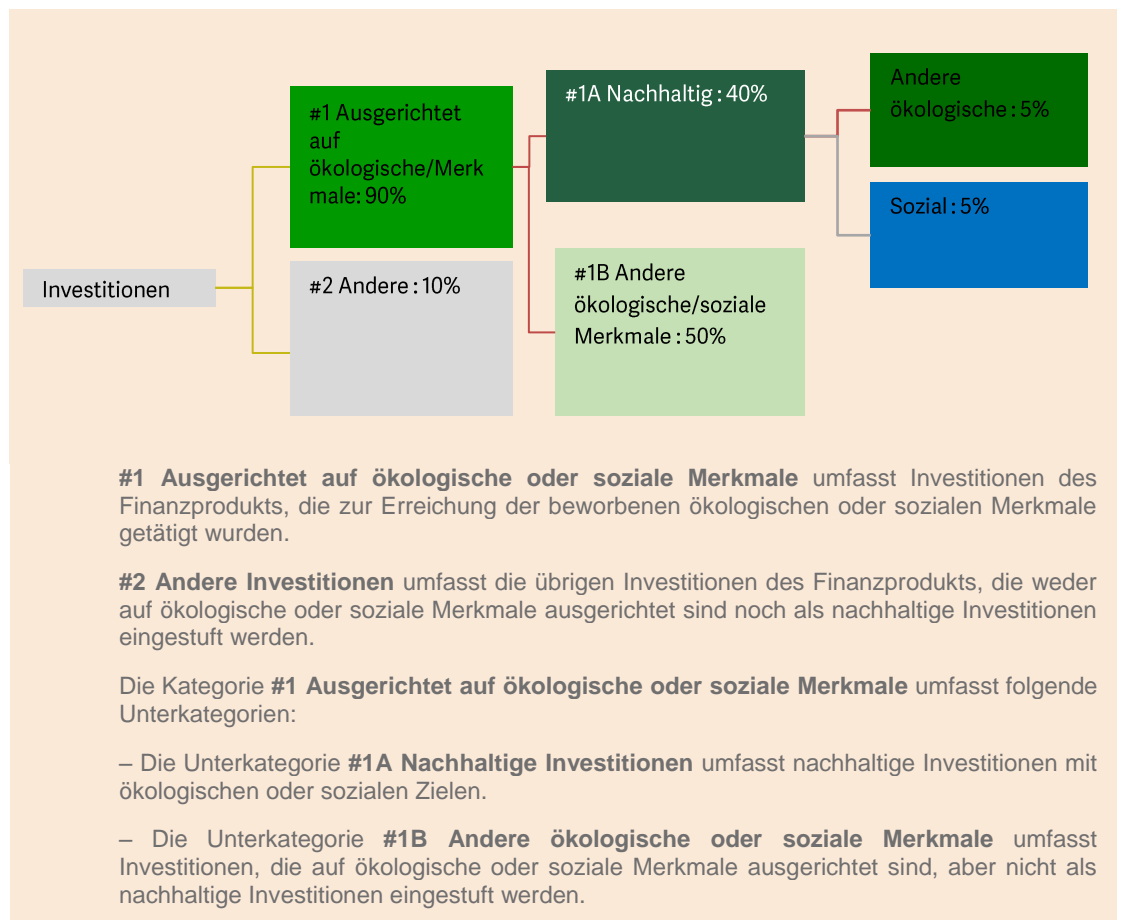 Investitionen
#1 Ausgerichtet
auf
ökologische/Merk
male: 90%
#2 Andere : 10%
#1A Nachhaltig : 40%
#1B Andere
ökologische/soziale
Merkmale : 50%
Andere
ökologische : 5%
Sozial : 5%
#1 Ausgerichtet auf ökologische oder soziale Merkmale umfasst Investitionen des
Finanzprodukts, die zur Erreichung der beworbenen ökologischen oder sozialen Merkmale
getätigt wurden.
#2 Andere Investitionen umfasst die übrigen Investitionen des Finanzprodukts, die weder
auf ökologische oder soziale Merkmale ausgerichtet sind noch als nachhaltige Investitionen
eingestuft werden.
Die Kategorie #1 Ausgerichtet auf ökologische oder soziale Merkmale umfasst folgende
Unterkategorien:
– Die Unterkategorie #1A Nachhaltige Investitionen umfasst nachhaltige Investitionen mit
ökologischen oder sozialen Zielen.
– Die Unterkategorie #1B Andere ökologische oder soziale Merkmale umfasst
Investitionen, die auf ökologische oder soziale Merkmale ausgerichtet sind, aber nicht als
nachhaltige Investitionen eingestuft werden.